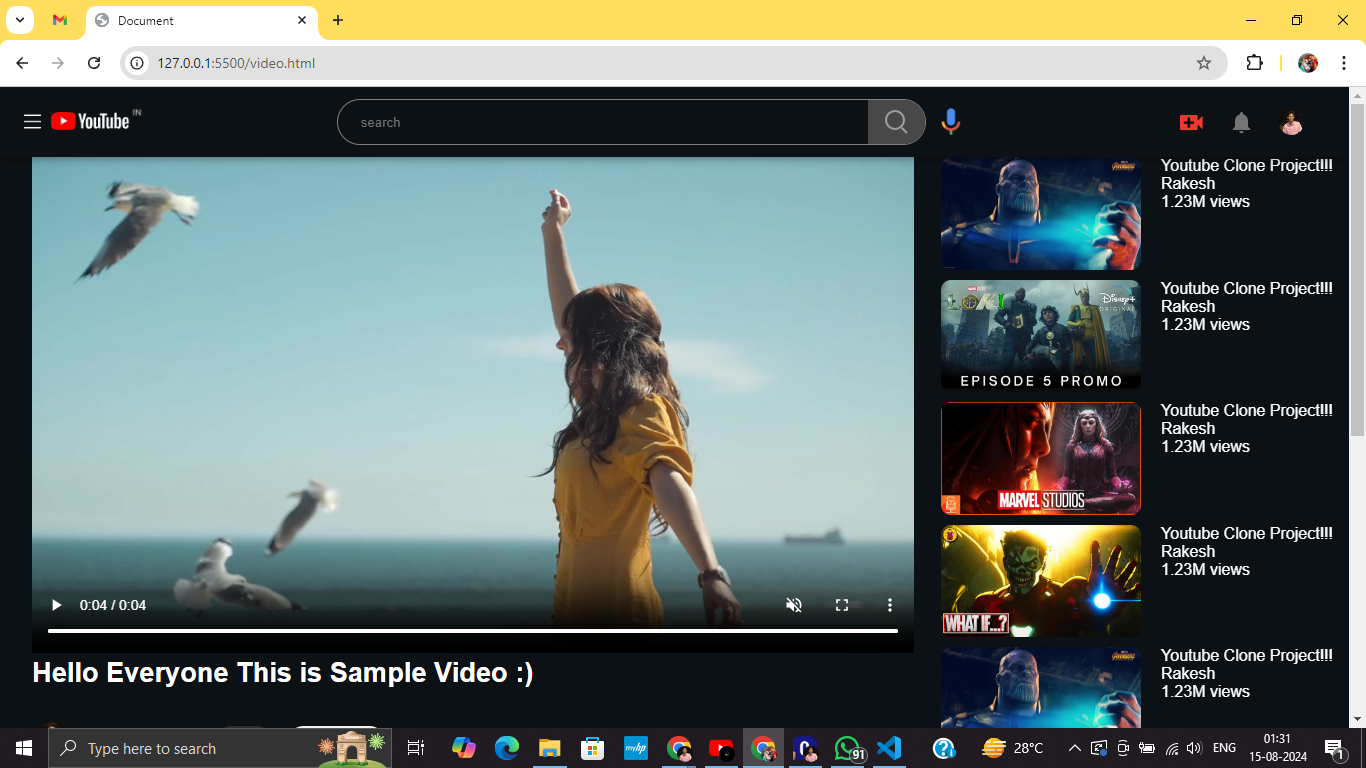 Document
127.0.0.1:5500/video.html
YouTube IN
search
Youtube Clone Project!!!
Rakesh
1.23M views
LOKI
Disney+
ORIGINAL
EPISODE 5 PROMO
Youtube Clone Project!!!
Rakesh
1.23M views
MARVEL STUDIOS
Youtube Clone Project!!!
Rakesh
1.23M views
WHAT IF...?
Youtube Clone Project!!!
Rakesh
1.23M views
Youtube Clone Project!!!
Rakesh
1.23M views
0:04 / 0:04
Hello Everyone This is Sample Video :)
Type here to search
myhp
91
28°C
ENG
01:31
15-08-2024
1